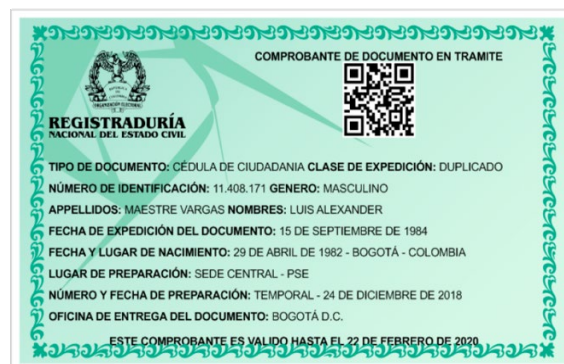 COMPROBANTE DE DOCUMENTO EN TRAMITE
ORGANIZACIÓN ELECTORAL
REGISTRADURÍA
NACIONAL DEL ESTADO CIVIL
TIPO DE DOCUMENTO: CÉDULA DE CIUDADANIA CLASE DE EXPEDICIÓN: DUPLICADO
NÚMERO DE IDENTIFICACIÓN: 11.408.171 GENERO: MASCULINO
APPELLIDOS: MAESTRE VARGAS NOMBRES: LUIS ALEXANDER
FECHA DE EXPEDICIÓN DEL DOCUMENTO: 15 DE SEPTIEMBRE DE 1984
FECHA Y LUGAR DE NACIMIENTO: 29 DE ABRIL DE 1982 - BOGOTÁ - COLOMBIA
LUGAR DE PREPARACIÓN: SEDE CENTRAL - PSE
NÚMERO Y FECHA DE PREPARACIÓN: TEMPORAL - 24 DE DICIEMBRE DE 2018
OFICINA DE ENTREGA DEL DOCUMENTO: BOGOTÁ D.C.
ESTE COMPROBANTE ES VALIDO HASTA EL 22 DE FEBRERO DE 2020